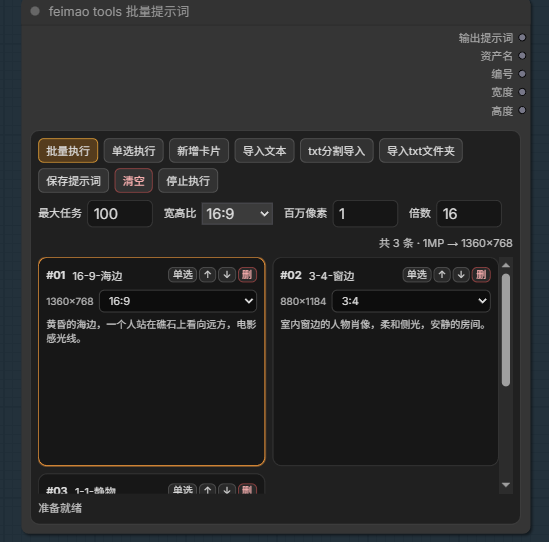 feimao tools 批量提示词
输出提示词
资产名
编号
宽度
高度
批量执行 单选执行 新增卡片 导入文本 txt分割导入 导入txt文件夹
保存提示词 清空 停止执行
最大任务 100 宽高比 16:9 百万像素 1 倍数 16
共 3 条 · 1MP → 1360×768
#01 16-9-海边 单选 ↑ ↓ 删
1360×768 16:9
黄昏的海边，一个人站在礁石上看向远方，电影
感光线。
#02 3-4-窗边 单选 ↑ ↓ 删
880×1184 3:4
室内窗边的人物肖像，柔和侧光，安静的房间。
#03 1-1-静物 单选 ↑ ↓ 删
准备就绪